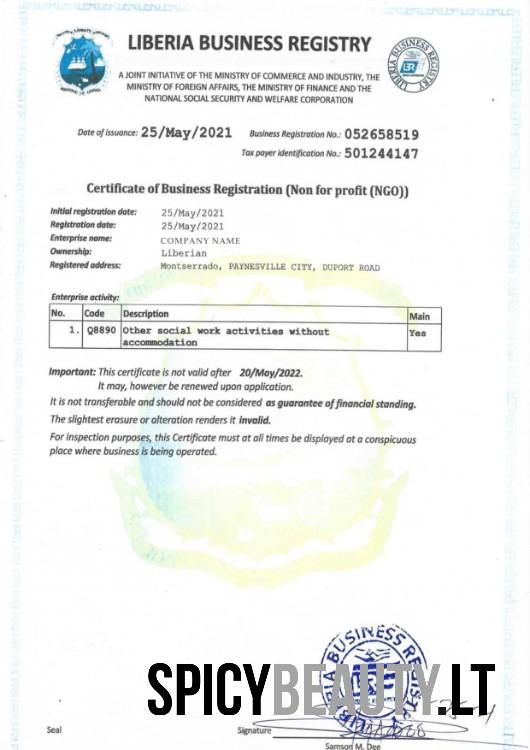 LIBERIA BUSINESS REGISTRY
A JOINT INITIATIVE OF THE MINISTRY OF COMMERCE AND INDUSTRY, THE
MINISTRY OF FOREIGN AFFAIRS, THE MINISTRY OF FINANCE AND THE
NATIONAL SOCIAL SECURITY AND WELFARE CORPORATION
LIBERIA BUSINESS REGISTRY
LBR
Date of issuance: 25/May/2021 Business Registration No.: 052658519
Tax payer identification No.: 501244147
Certificate of Business Registration (Non for profit (NGO))
Initial registration date: 25/May/2021
Registration date: 25/May/2021
Enterprise name: COMPANY NAME
Ownership: Liberian
Registered address: Montserrado, PAYNESVILLE CITY, DUPORT ROAD
Enterprise activity:
No. Code Description Main
1. Q8890 Other social work activities without Yes
accommodation
Important: This certificate is not valid after 20/May/2022.
It may, however be renewed upon application.
It is not transferable and should not be considered as guarantee of financial standing.
The slightest erasure or alteration renders it invalid.
For inspection purposes, this Certificate must at all times be displayed at a conspicuous
place where business is being operated.
BUSINESS REG
SPICYBEAUTY.LT
Seal Signature
Samson M. Dee